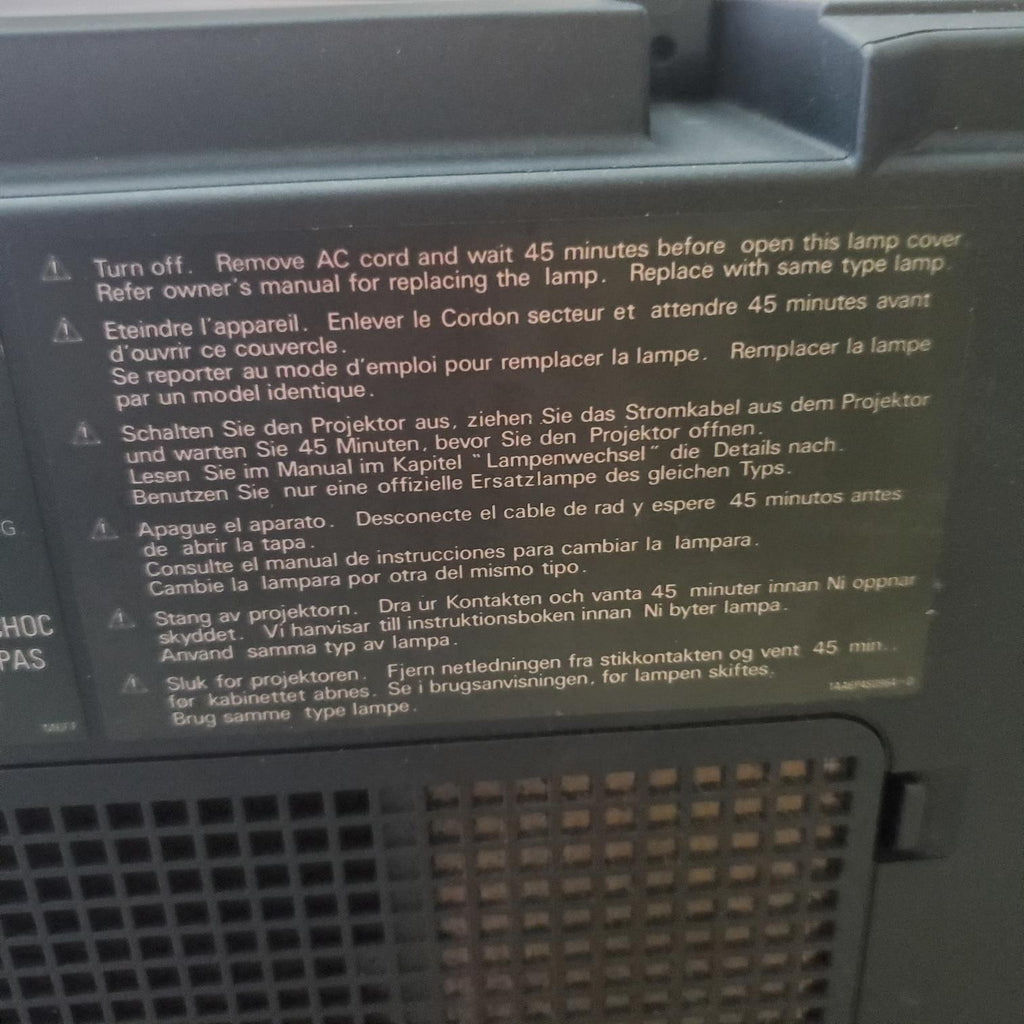 Turn off. Remove AC cord and wait 45 minutes before open this lamp cover
Refer owner's manual for replacing the lamp. Replace with same type lamp.
Eteindre l'appareil. Enlever le Cordon secteur et attendre 45 minutes avant
d'ouvrir ce couvercle.
Se reporter au mode d'emploi pour remplacer la lampe. Remplacer la lampe
par un model identique.
Schalten Sie den Projektor aus, ziehen Sie das Stromkabel aus dem Projektor
und warten Sie 45 Minuten, bevor Sie den Projektor offnen.
Lesen Sie im Manual im Kapitel "Lampenwechsel" die Details nach.
Benutzen Sie nur eine offizielle Ersatzlampe des gleichen Typs.
Apague el aparato. Desconecte el cable de rad y espere 45 minutos antes
de abrir la tapa.
Consulte el manual de instrucciones para cambiar la lampara.
Cambie la lampara por otra del mismo tipo.
Stang av projektorn. Dra ur Kontakten och vanta 45 minuter innan Ni oppnar
skyddet. Vi hanvisar till instruktionsboken innan Ni byter lampa.
Anvand samma typ av lampa.
Sluk for projektoren. Fjern netledningen fra stikkontakten og vent 45 min..
for kabinettet abnes. Se i brugsanvisningen, for lampen skiftes.
Brug samme type lampe.
G
CHOC
PAS